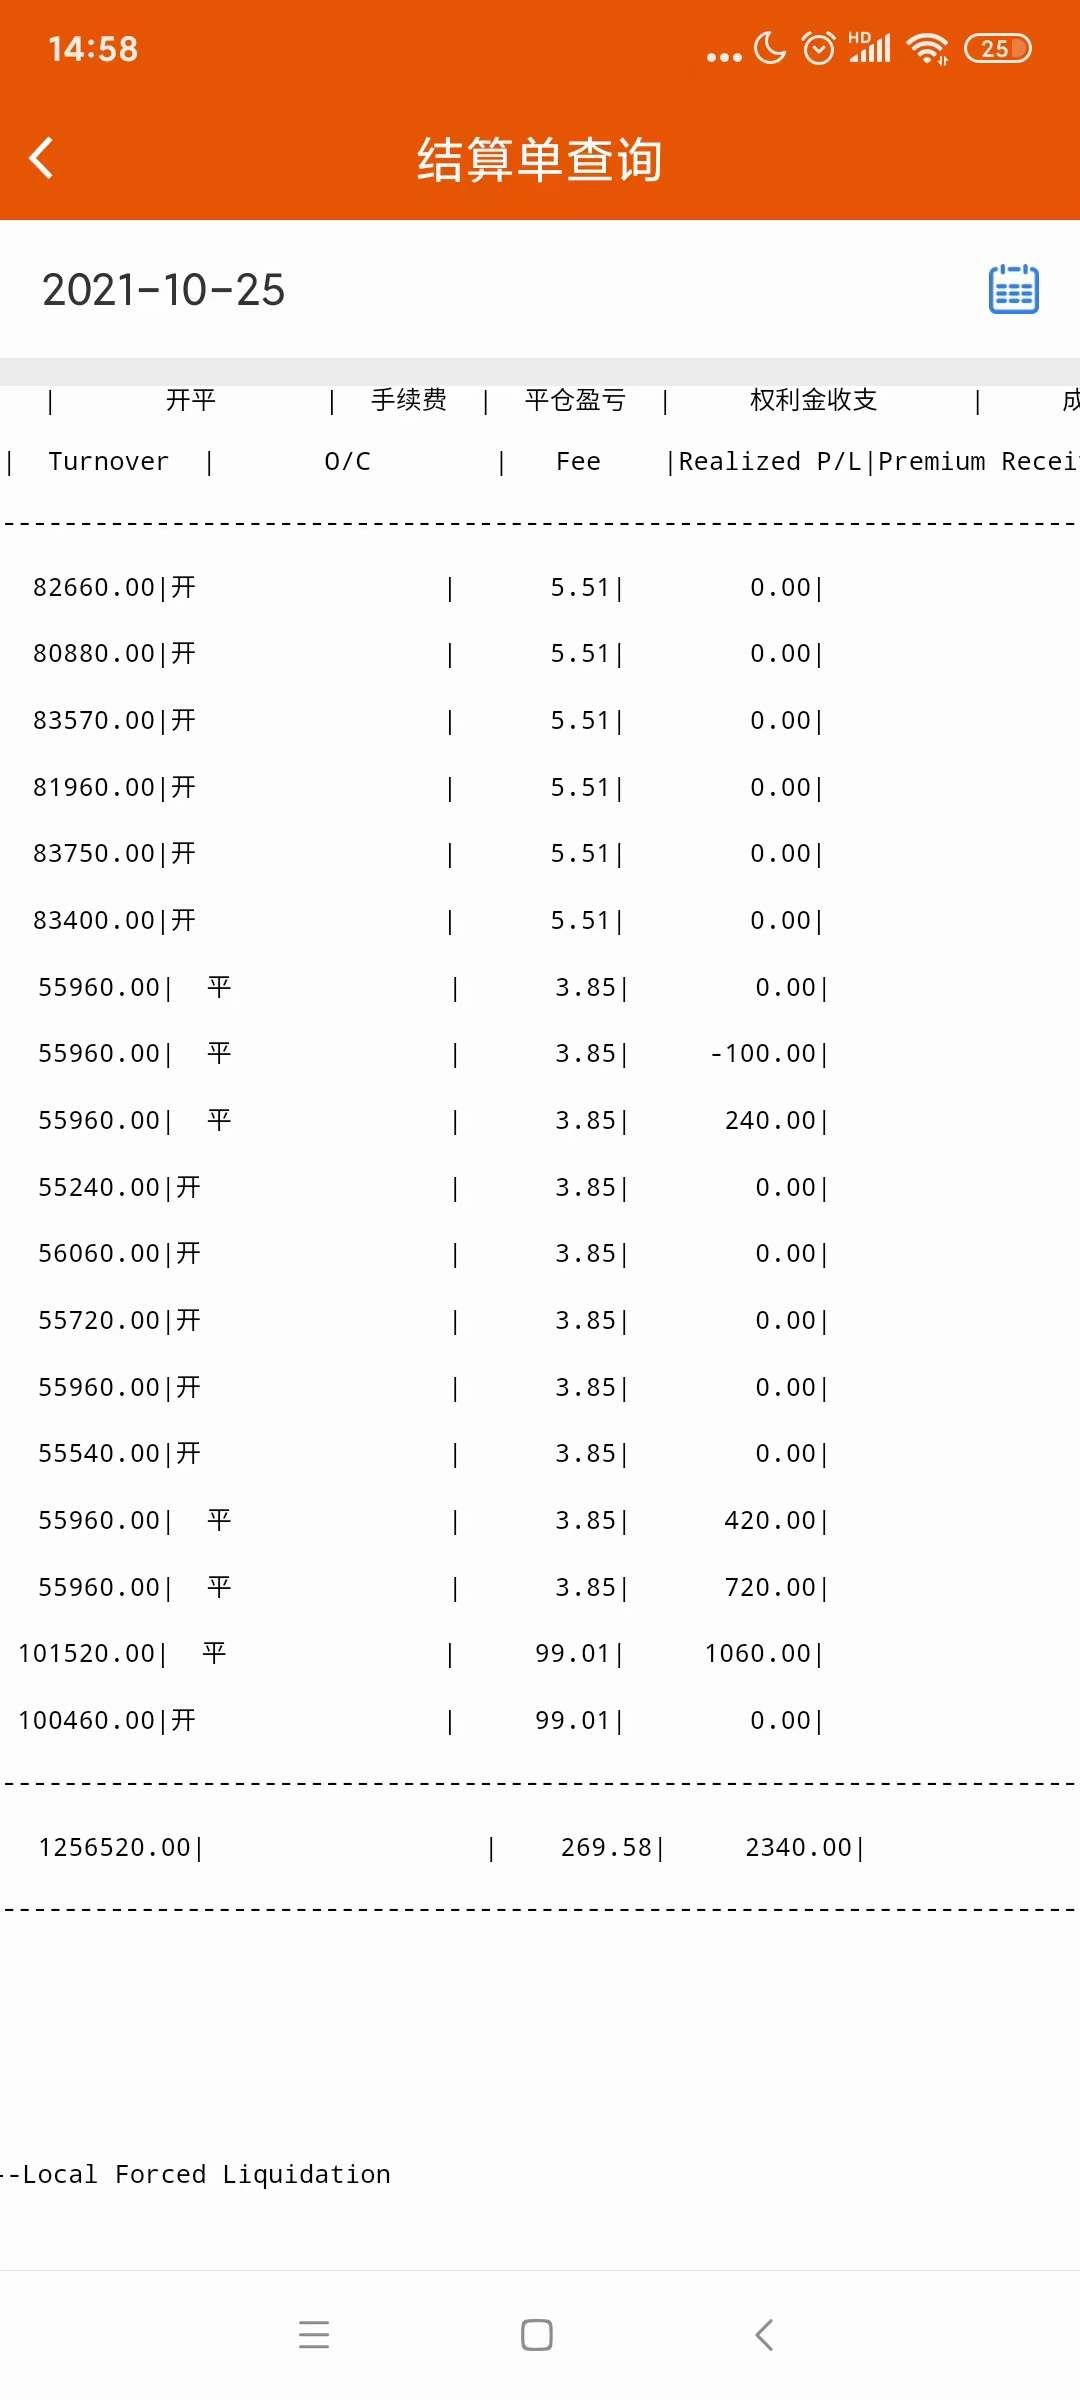 14:58
HD
25
结算单查询
2021-10-25
| 开平 | 手续费 | 平仓盈亏 | 权利金收支 |
| Turnover | O/C | Fee |Realized P/L|Premium
--------------------------------------------------------------------
82660.00|开 | 5.51| 0.00|
80880.00|开 | 5.51| 0.00|
83570.00|开 | 5.51| 0.00|
81960.00|开 | 5.51| 0.00|
83750.00|开 | 5.51| 0.00|
83400.00|开 | 5.51| 0.00|
55960.00| 平 | 3.85| 0.00|
55960.00| 平 | 3.85| -100.00|
55960.00| 平 | 3.85| 240.00|
55240.00|开 | 3.85| 0.00|
56060.00|开 | 3.85| 0.00|
55720.00|开 | 3.85| 0.00|
55960.00|开 | 3.85| 0.00|
55540.00|开 | 3.85| 0.00|
55960.00| 平 | 3.85| 420.00|
55960.00| 平 | 3.85| 720.00|
101520.00| 平 | 99.01| 1060.00|
100460.00|开 | 99.01| 0.00|
--------------------------------------------------------------------
1256520.00| | 269.58| 2340.00|
--------------------------------------------------------------------
--Local Forced Liquidation